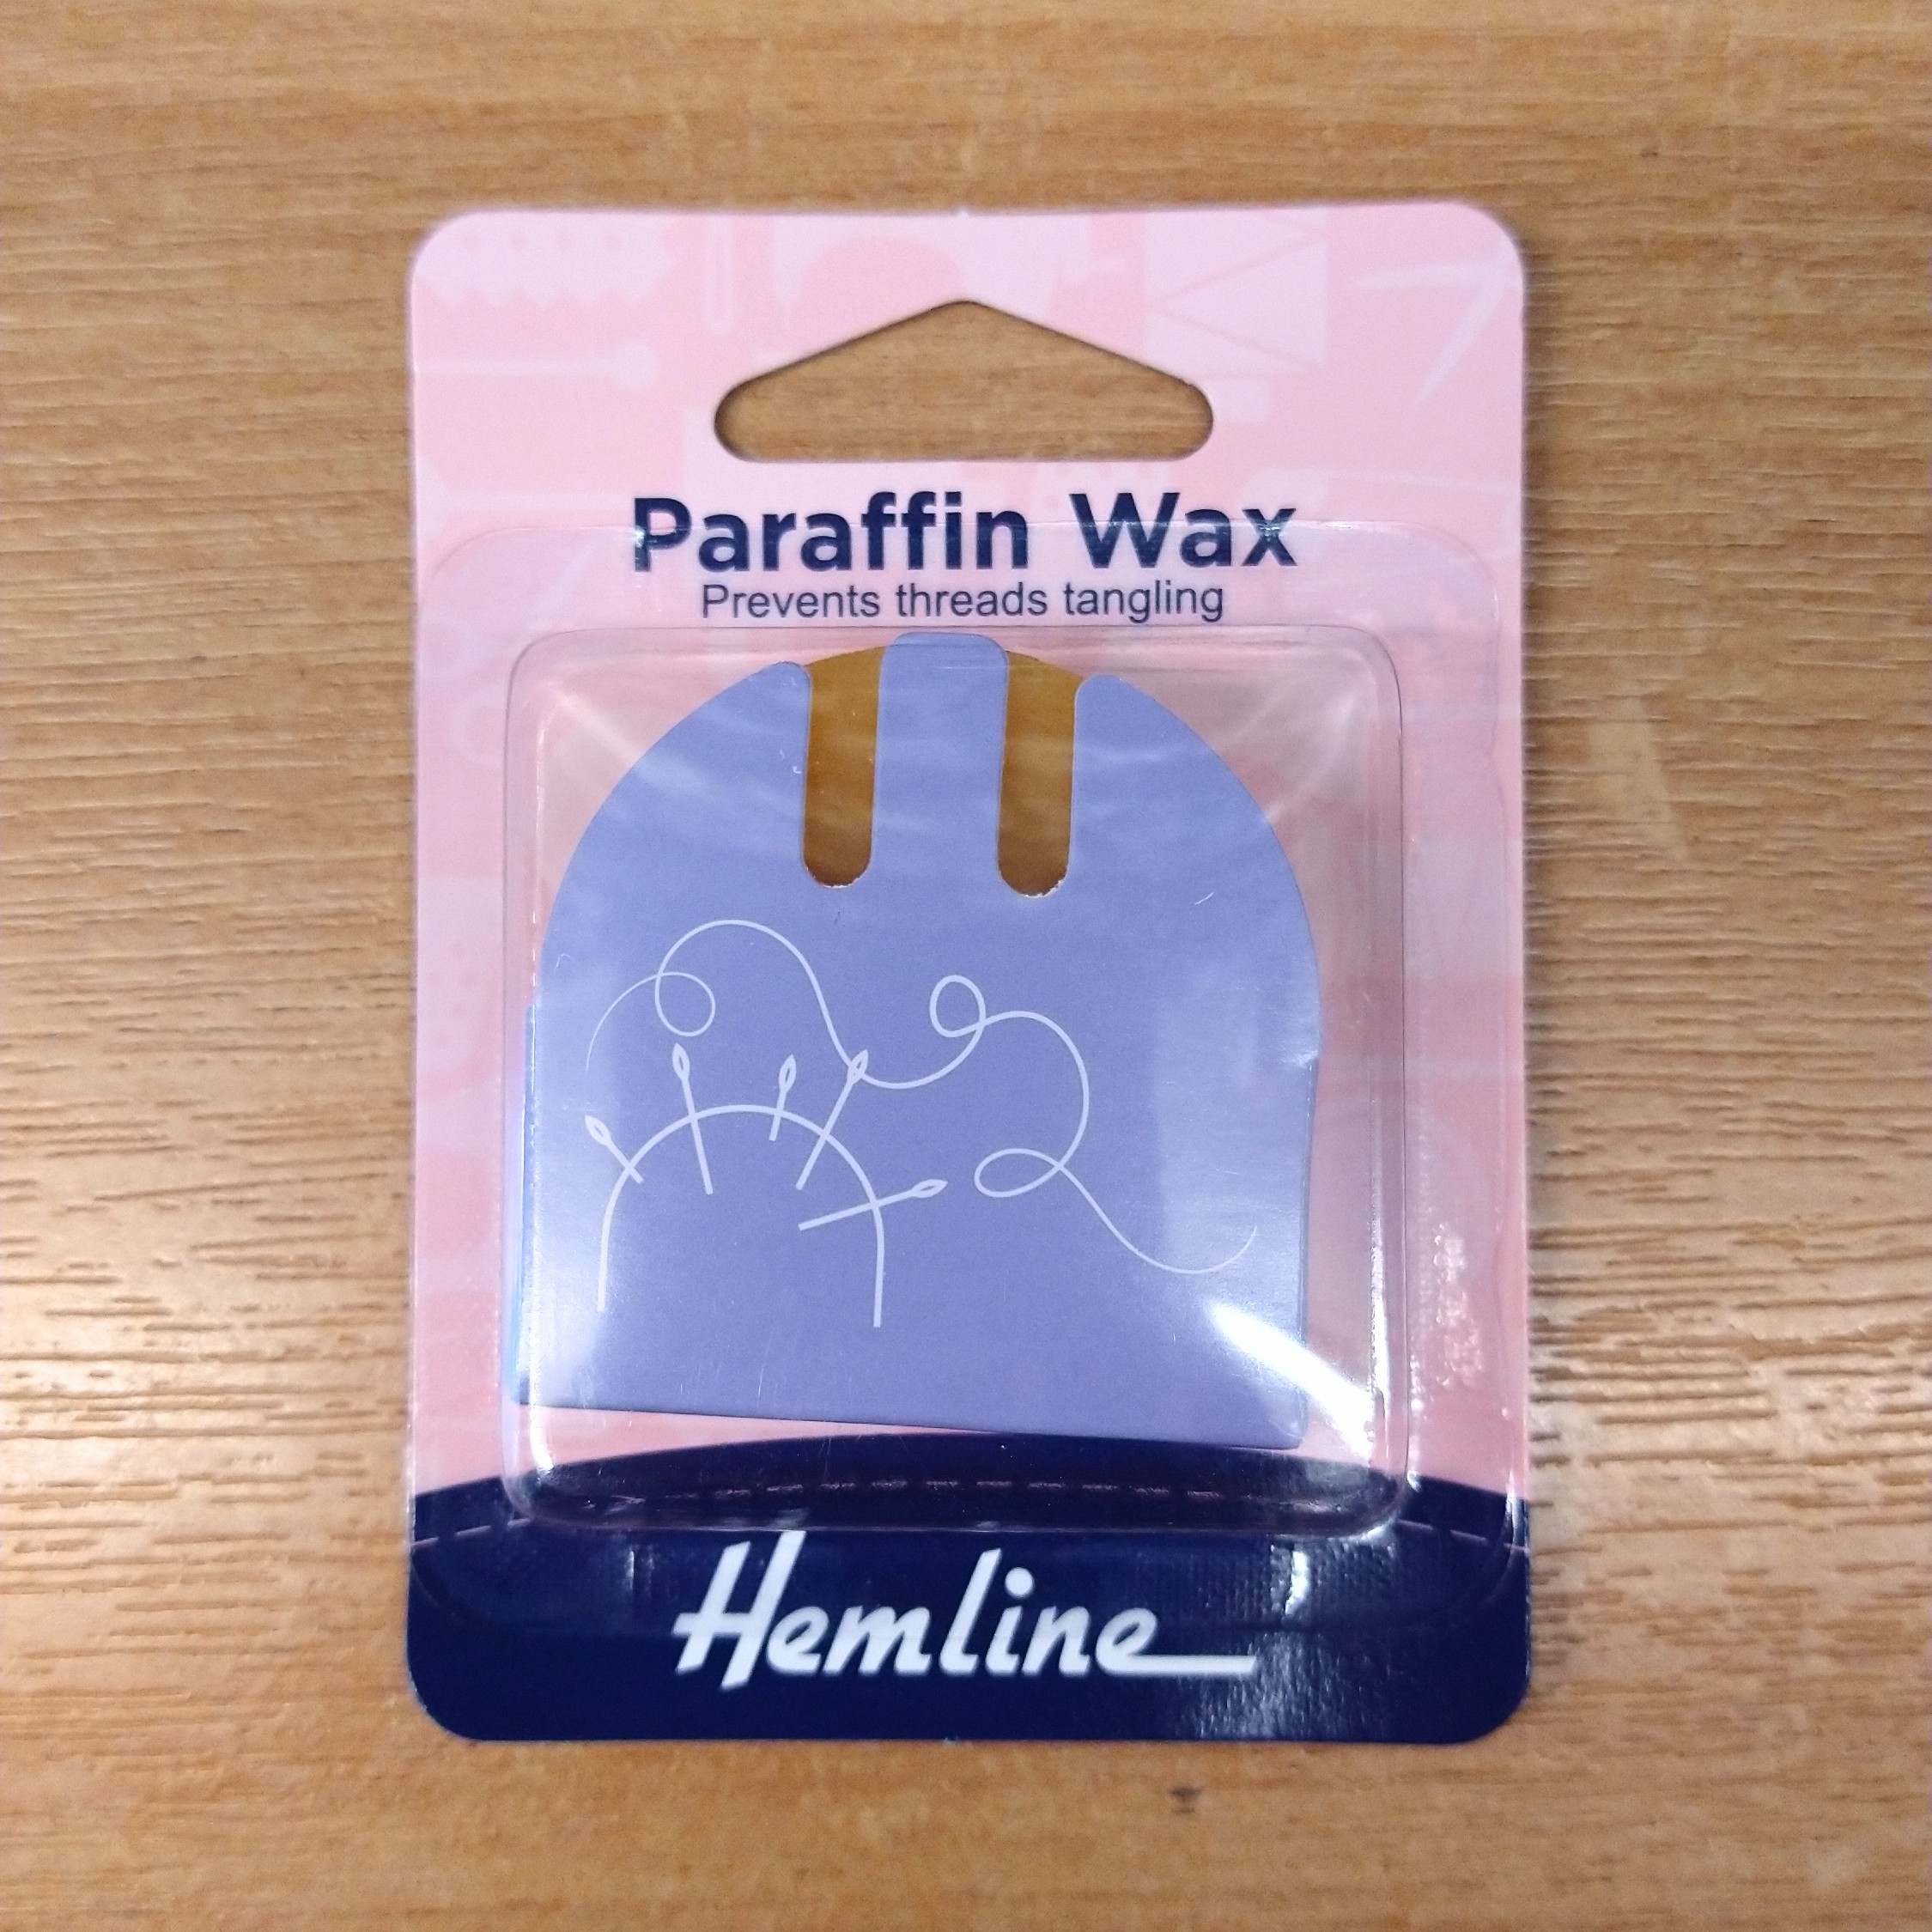 Paraffin Wax
Prevents threads tangling
Hemline